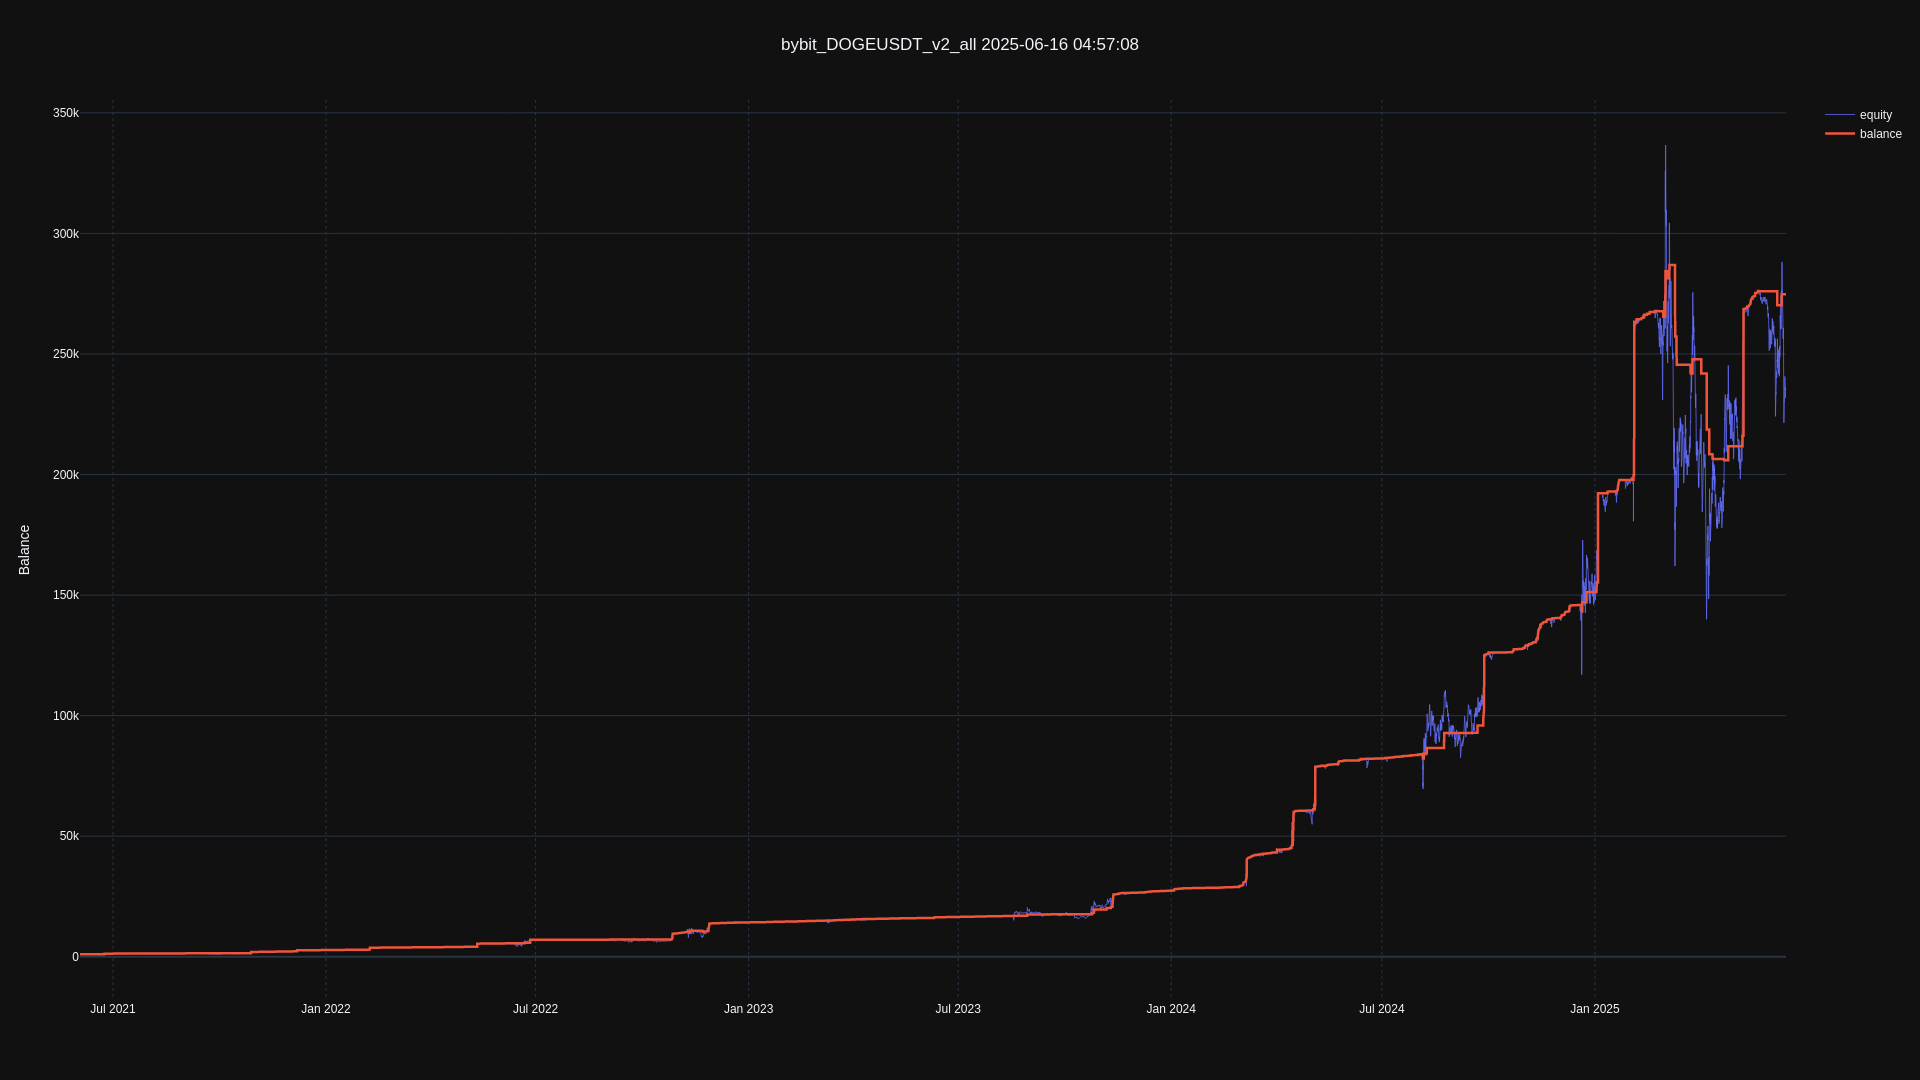 bybit_DOGEUSDT_v2_all 2025-06-16 04:57:08
equity
balance
Balance
350k
300k
250k
200k
150k
100k
50k
0
Jul 2021
Jan 2022
Jul 2022
Jan 2023
Jul 2023
Jan 2024
Jul 2024
Jan 2025